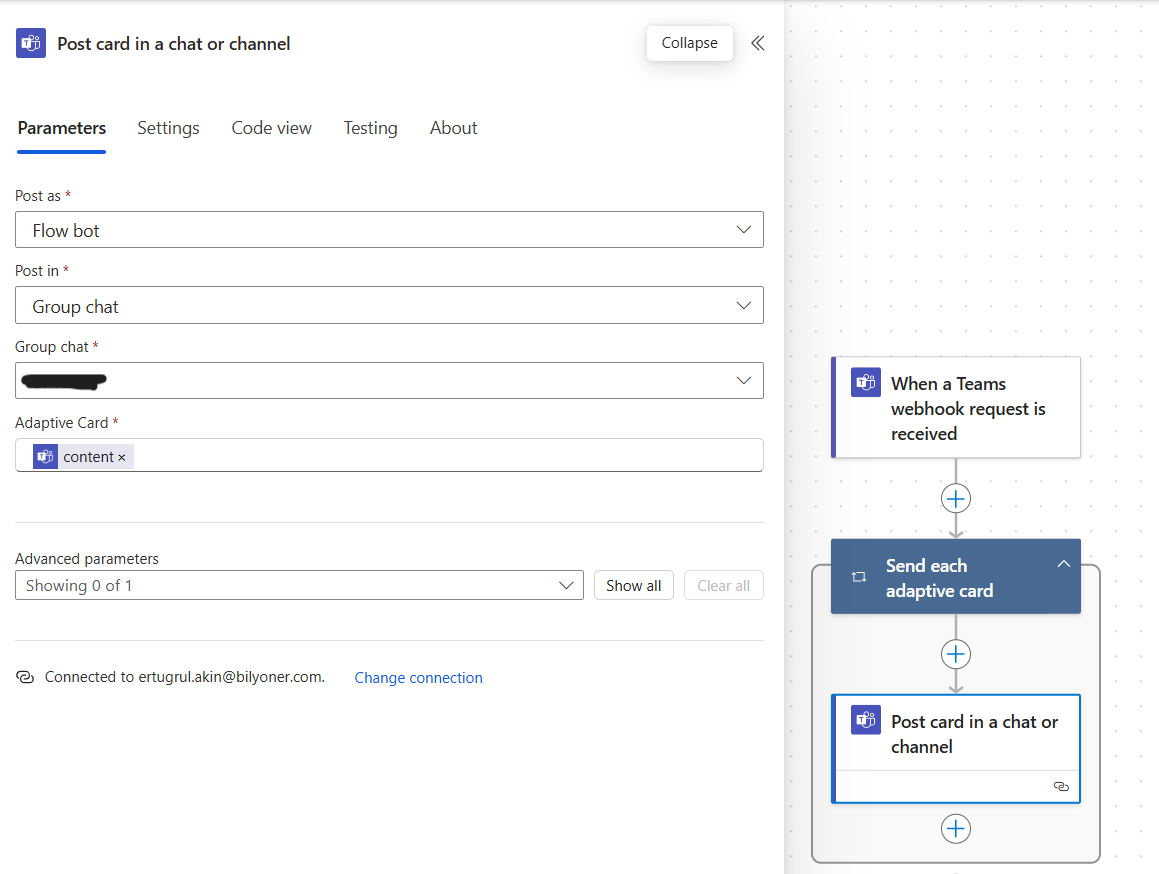 Post card in a chat or channel
Collapse
Parameters
Settings
Code view
Testing
About
Post as *
Flow bot
Post in *
Group chat
Group chat *
Adaptive Card *
content ×
Advanced parameters
Showing 0 of 1
Show all
Clear all
Connected to ertugrul.akin@bilyoner.com.
Change connection
When a Teams
webhook request is
received
Send each
adaptive card
Post card in a chat or
channel